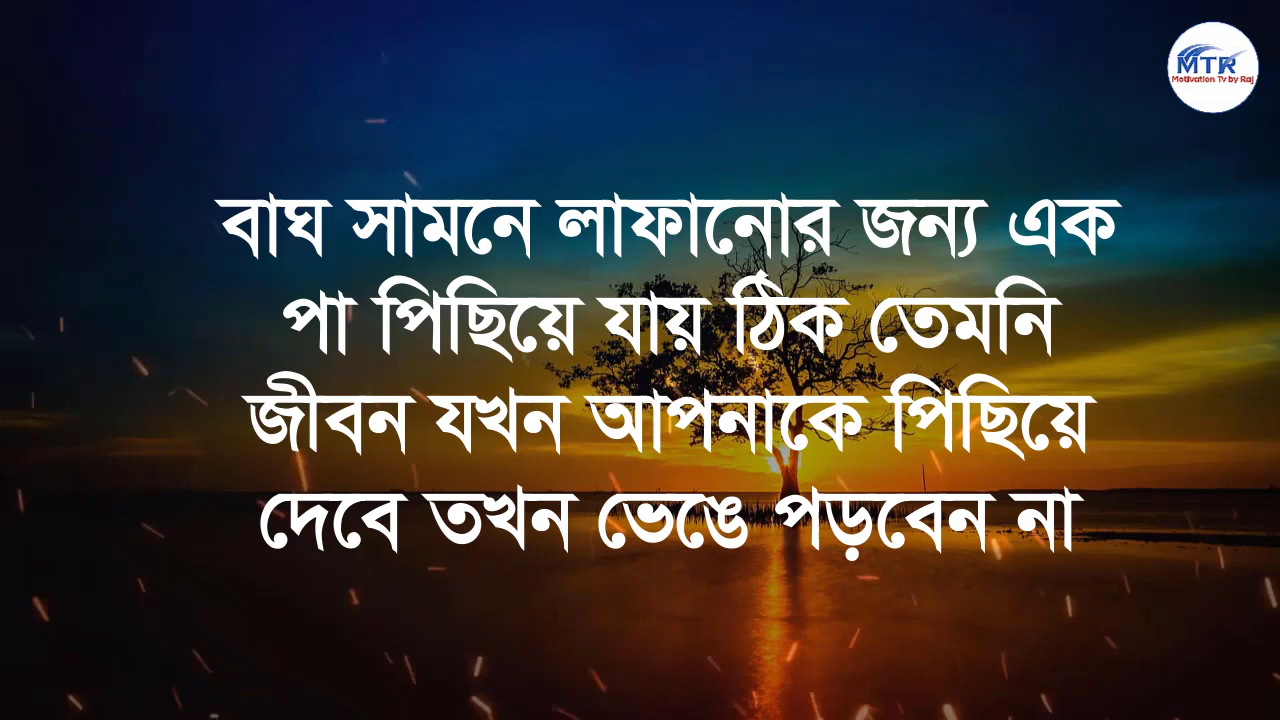 MTR
Motivation Tv by Raj
বাঘ সামনে লাফানোর জন্য এক
পা পিছিয়ে যায় ঠিক তেমনি
জীবন যখন আপনাকে পিছিয়ে
দেবে তখন ভেঙে পড়বেন না